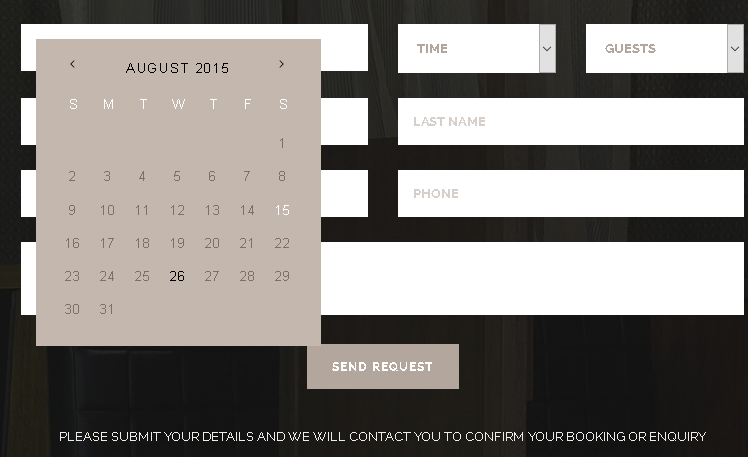 TIME
GUESTS
AUGUST 2015
S M T W T F S
1
2 3 4 5 6 7 8
9 10 11 12 13 14 15
16 17 18 19 20 21 22
23 24 25 26 27 28 29
30 31
LAST NAME
PHONE
SEND REQUEST
PLEASE SUBMIT YOUR DETAILS AND WE WILL CONTACT YOU TO CONFIRM YOUR BOOKING OR ENQUIRY